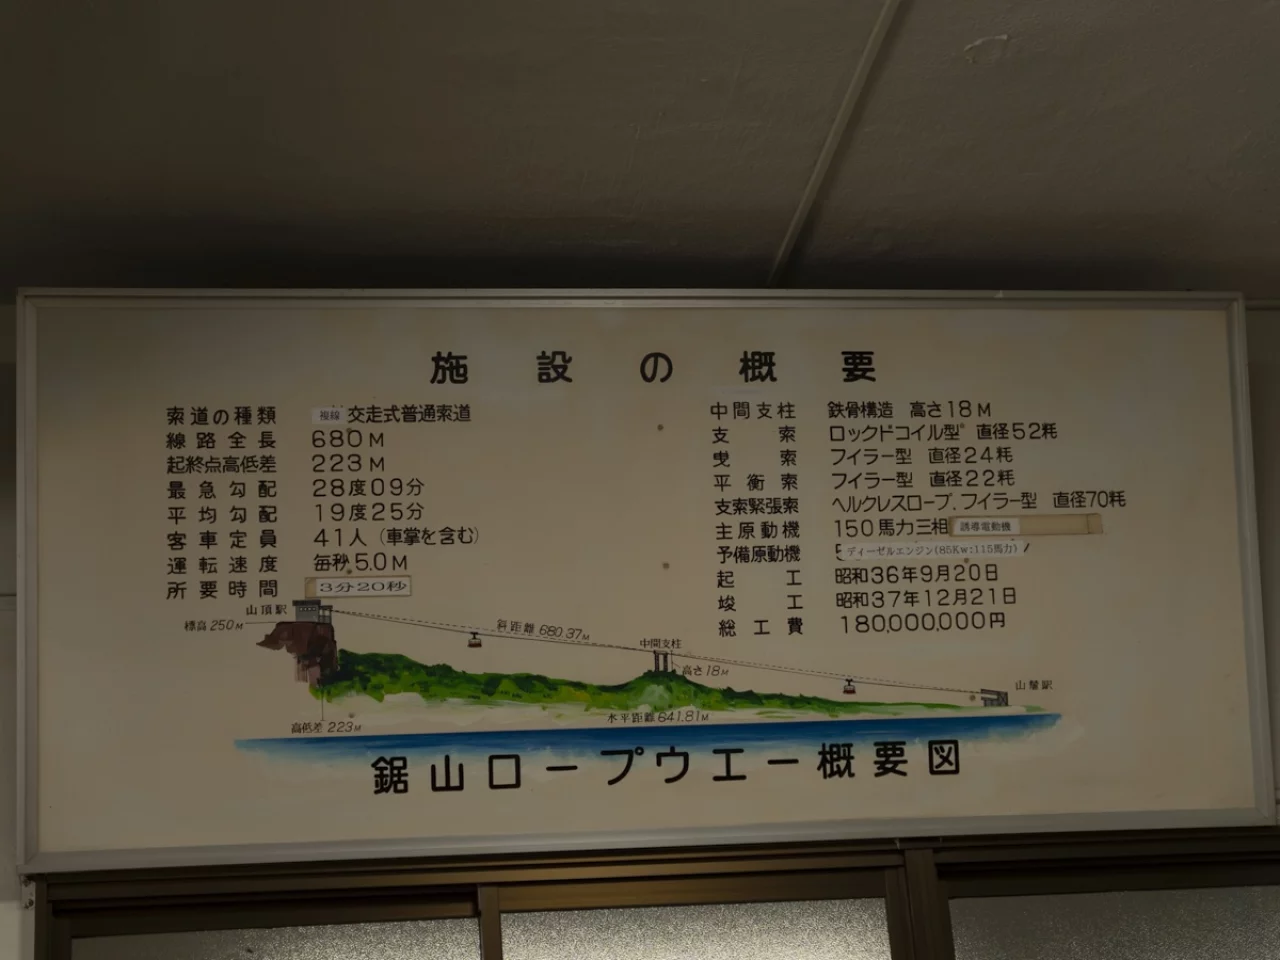 施設の概要
索道の種類 複線 交走式普通索道
線路全長 680M
起終点高低差 223M
最急勾配 28度09分
平均勾配 19度25分
客車定員 41人（車掌を含む）
運転速度 毎秒5.0M
所要時間 3分20秒
中間支柱 鉄骨構造 高さ18M
支索 ロックドコイル型 直径52粍
曳索 フイラー型 直径24粍
平衡索 フイラー型 直径22粍
支索緊張索 ヘルクレスロープ.フイラー型 直径70粍
主原動機 150馬力三相誘導電動機
予備原動機 ディーゼルエンジン(85Kw:115馬力)
起工 昭和36年9月20日
竣工 昭和37年12月21日
総工費 180,000,000円
山頂駅
標高250M
斜距離 680.37M
中間支柱
高さ18M
山麓駅
高低差 223M
水平距離 641.81M
鋸山ロープウエー概要図